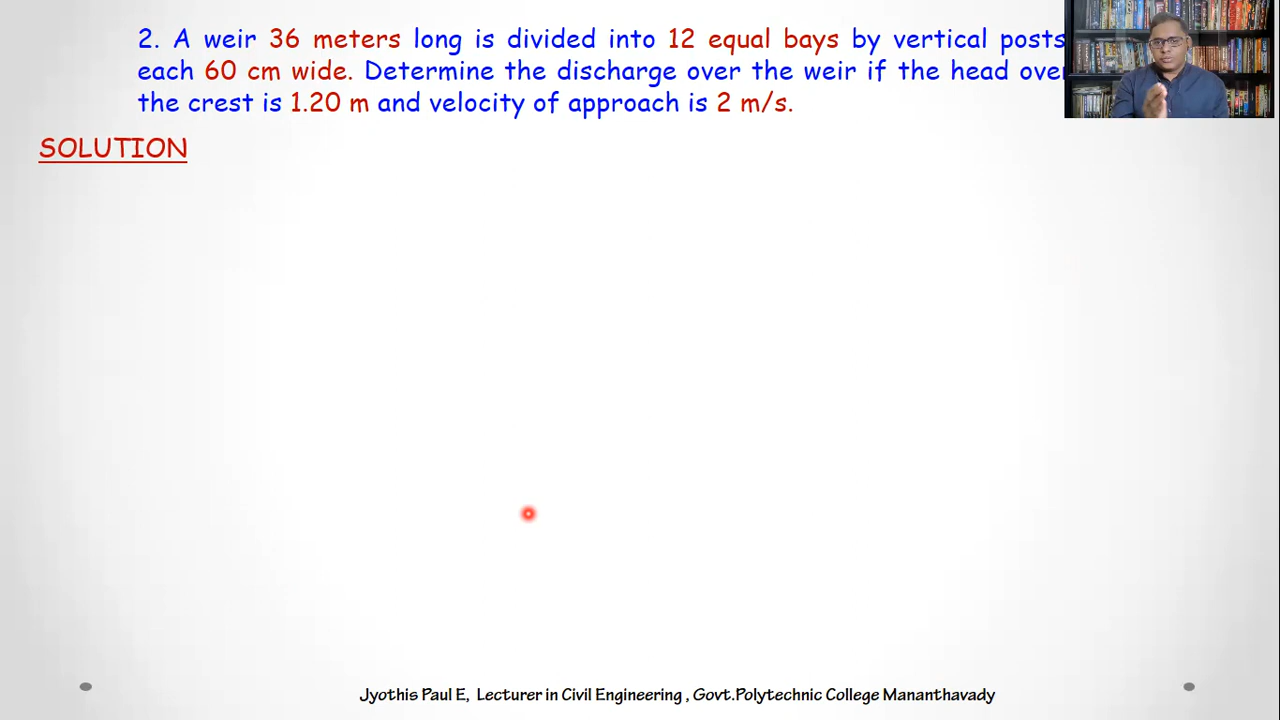 2. A weir 36 meters long is divided into 12 equal bays by vertical posts
each 60 cm wide. Determine the discharge over the weir if the head over
the crest is 1.20 m and velocity of approach is 2 m/s.
SOLUTION
Jyothis Paul E, Lecturer in Civil Engineering , Govt.Polytechnic College Mananthavady